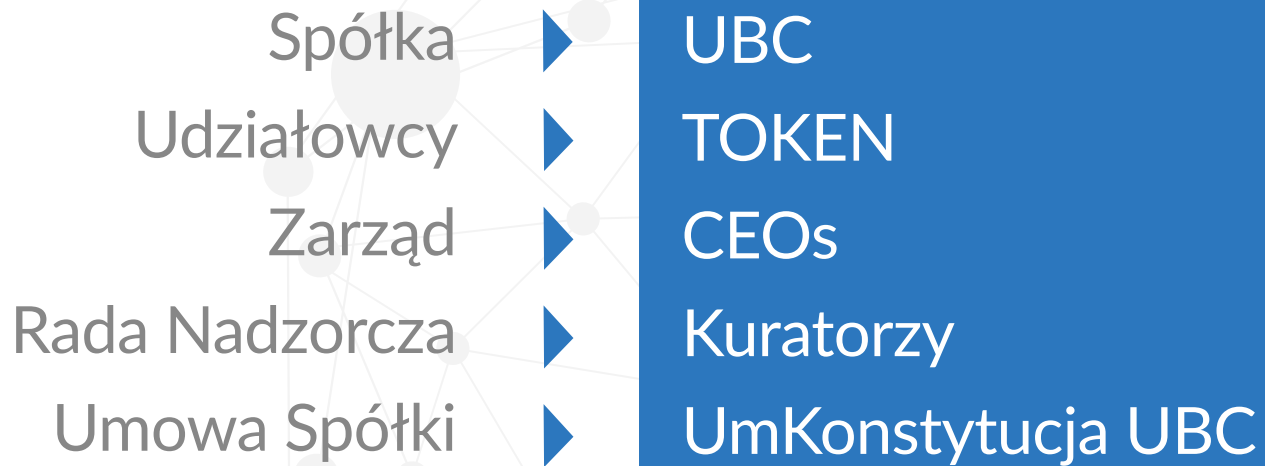 Spółka UBC
Udziałowcy TOKEN
Zarząd CEOs
Rada Nadzorcza Kuratorzy
Umowa Spółki UmKonstytucja UBC